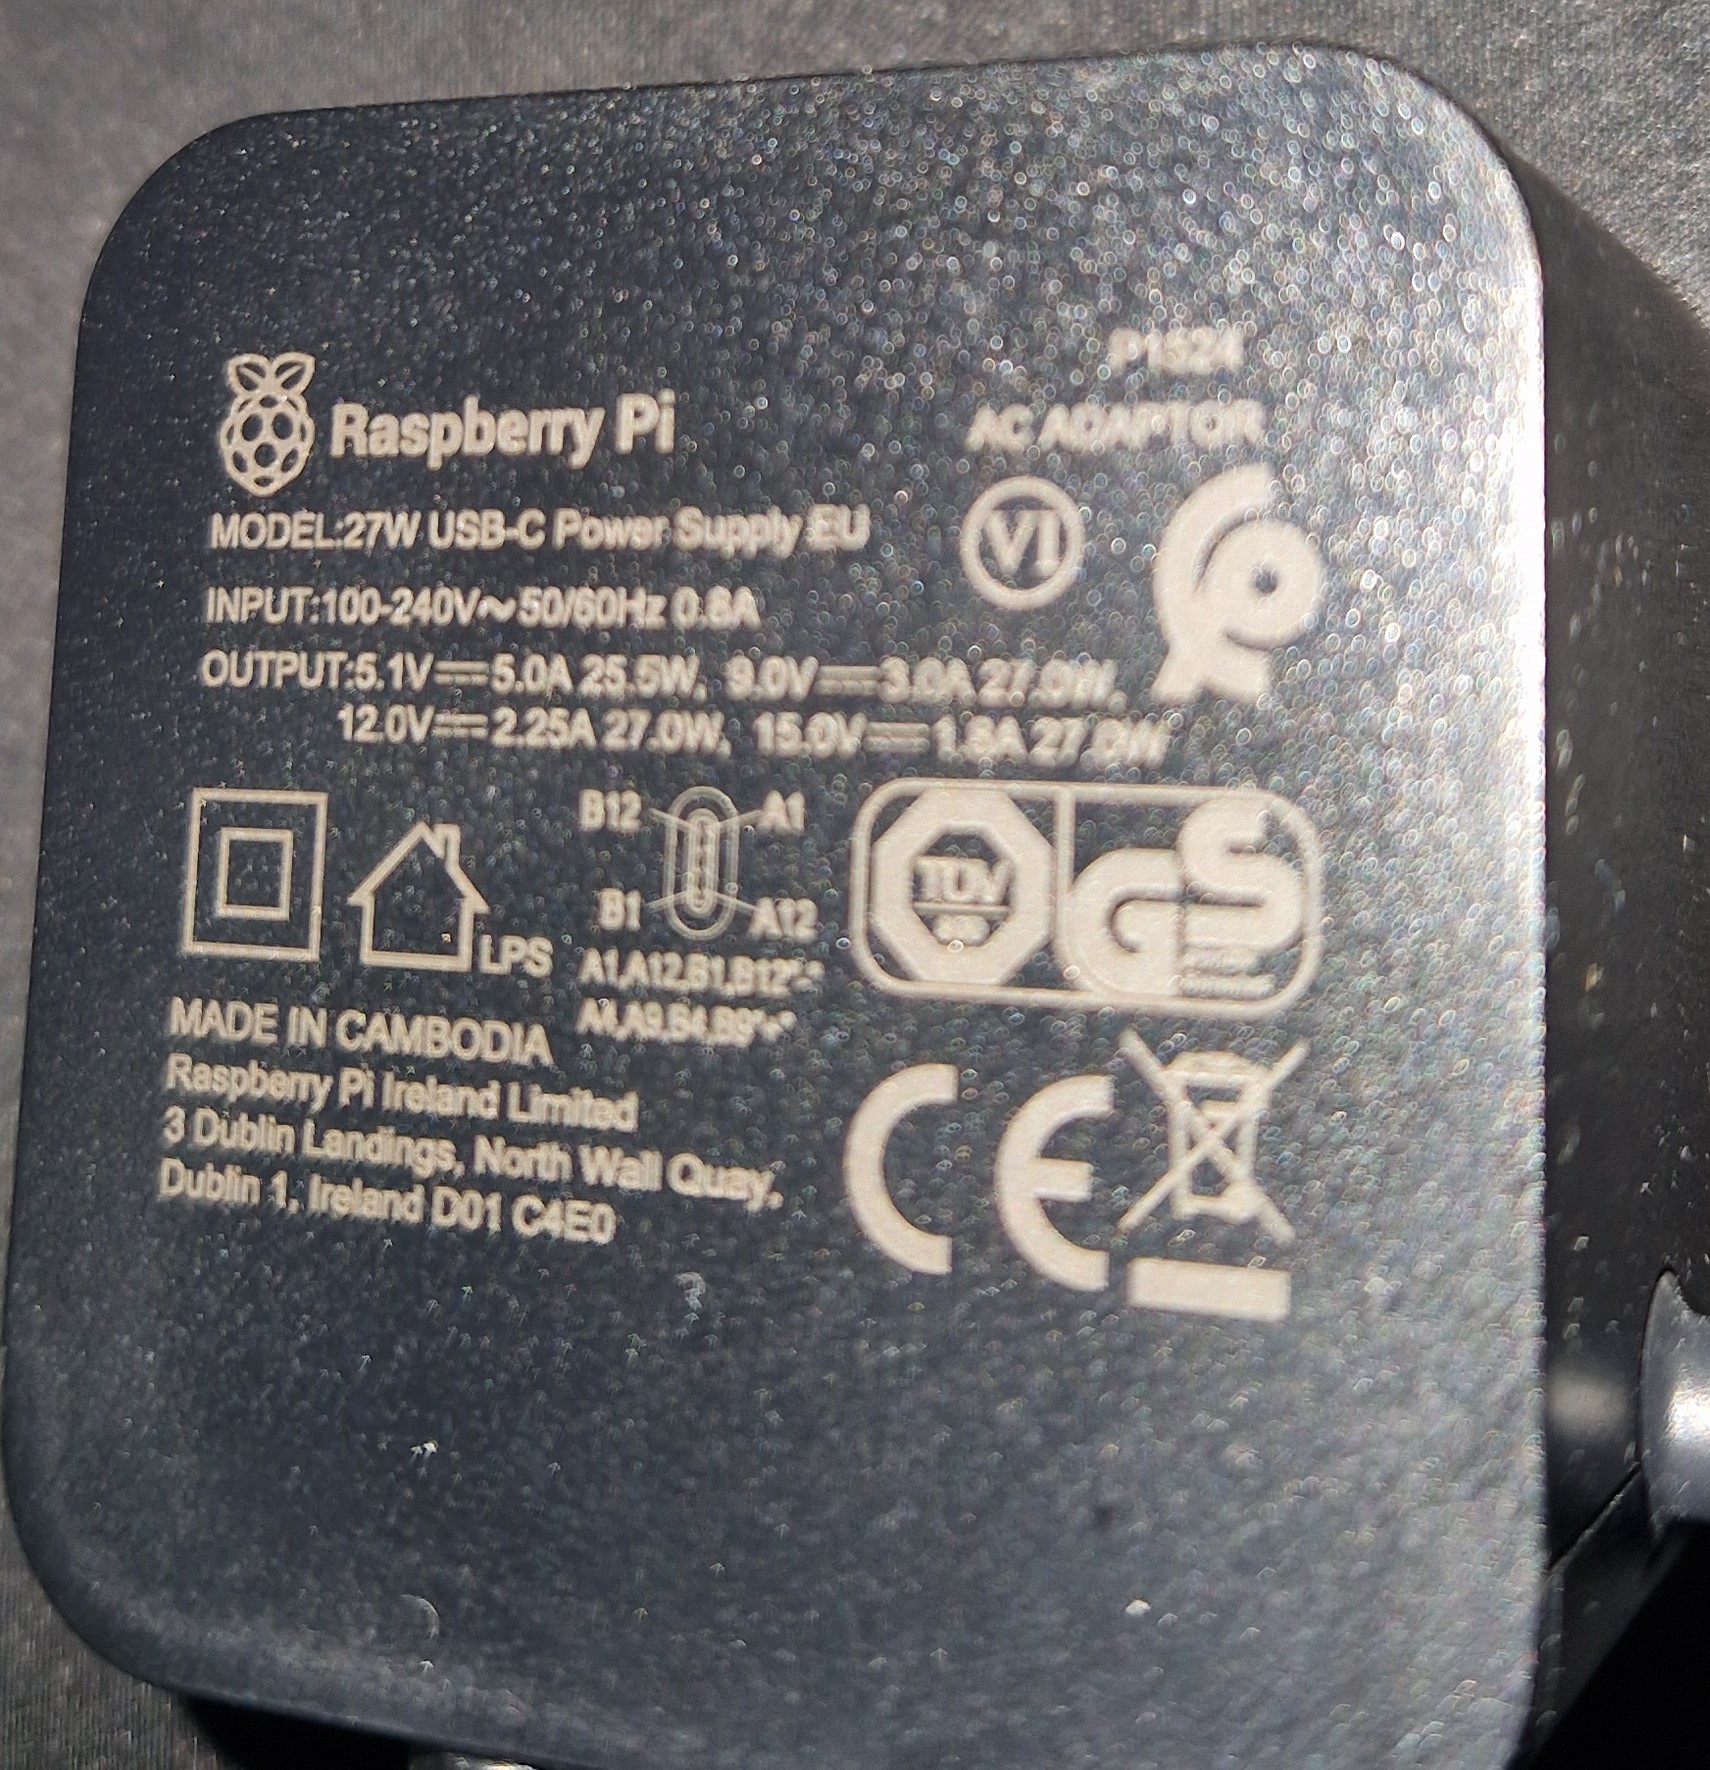 P1524
Raspberry Pi
AC ADAPTOR
MODEL:27W USB-C Power Supply EU
VI
INPUT:100-240V~50/60Hz 0.8A
OUTPUT:5.1V⎓5.0A 25.5W, 9.0V⎓3.0A 27.0W,
12.0V⎓2.25A 27.0W, 15.0V⎓1.8A 27.0W
B12 A1
B1 A12
LPS
A1,A12,B1,B12"-"
A4,A9,B4,B9"+"
TÜV
GS
MADE IN CAMBODIA
Raspberry Pi Ireland Limited
3 Dublin Landings, North Wall Quay,
Dublin 1, Ireland D01 C4E0
CE